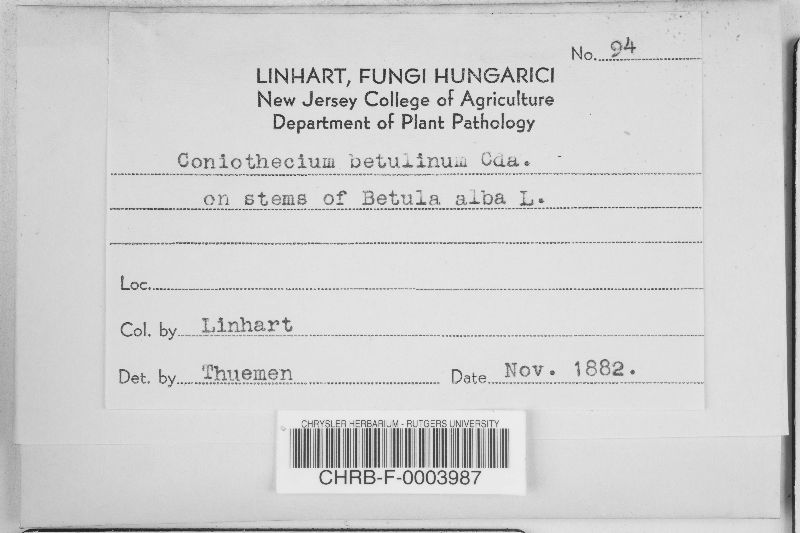 No. 94
LINHART, FUNGI HUNGARICI
New Jersey College of Agriculture
Department of Plant Pathology
Coniothecium betulinum Cda.
on stems of Betula alba L.
Loc.
Col. by Linhart
Det. by Thuemen Date Nov. 1882.
CHRYSLER HERBARIUM - RUTGERS UNIVERSITY
CHRB-F-0003987